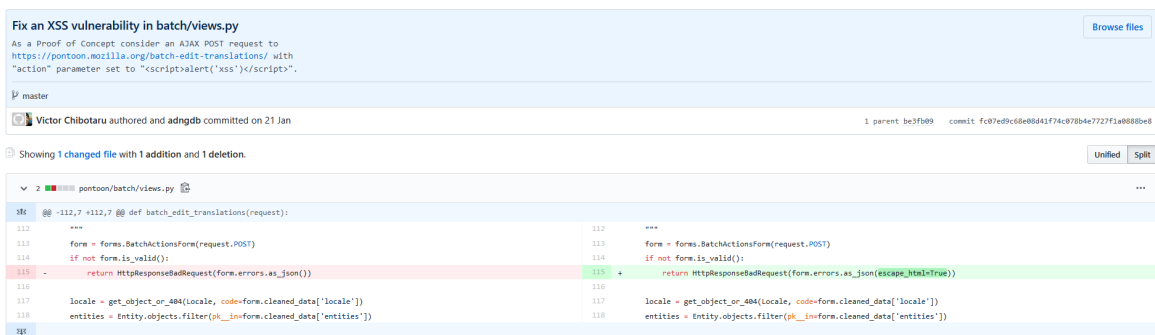 Fix an XSS vulnerability in batch/views.py
Browse files
As a Proof of Concept consider an AJAX POST request to
https://pontoon.mozilla.org/batch-edit-translations/ with
"action" parameter set to "<script>alert('xss')</script>".
master
Victor Chibotaru authored and adngdb committed on 21 Jan
1 parent be3fb09 commit fc07ed9c68e08d41f74c078b4e7727f1a0888be8
Showing 1 changed file with 1 addition and 1 deletion.
Unified Split
2 pontoon/batch/views.py
@@ -112,7 +112,7 @@ def batch_edit_translations(request):
112 """ 112 """
113 form = forms.BatchActionsForm(request.POST) 113 form = forms.BatchActionsForm(request.POST)
114 if not form.is_valid(): 114 if not form.is_valid():
115 - return HttpResponseBadRequest(form.errors.as_json()) 115 + return HttpResponseBadRequest(form.errors.as_json(escape_html=True))
116 116
117 locale = get_object_or_404(Locale, code=form.cleaned_data['locale']) 117 locale = get_object_or_404(Locale, code=form.cleaned_data['locale'])
118 entities = Entity.objects.filter(pk__in=form.cleaned_data['entities']) 118 entities = Entity.objects.filter(pk__in=form.cleaned_data['entities'])